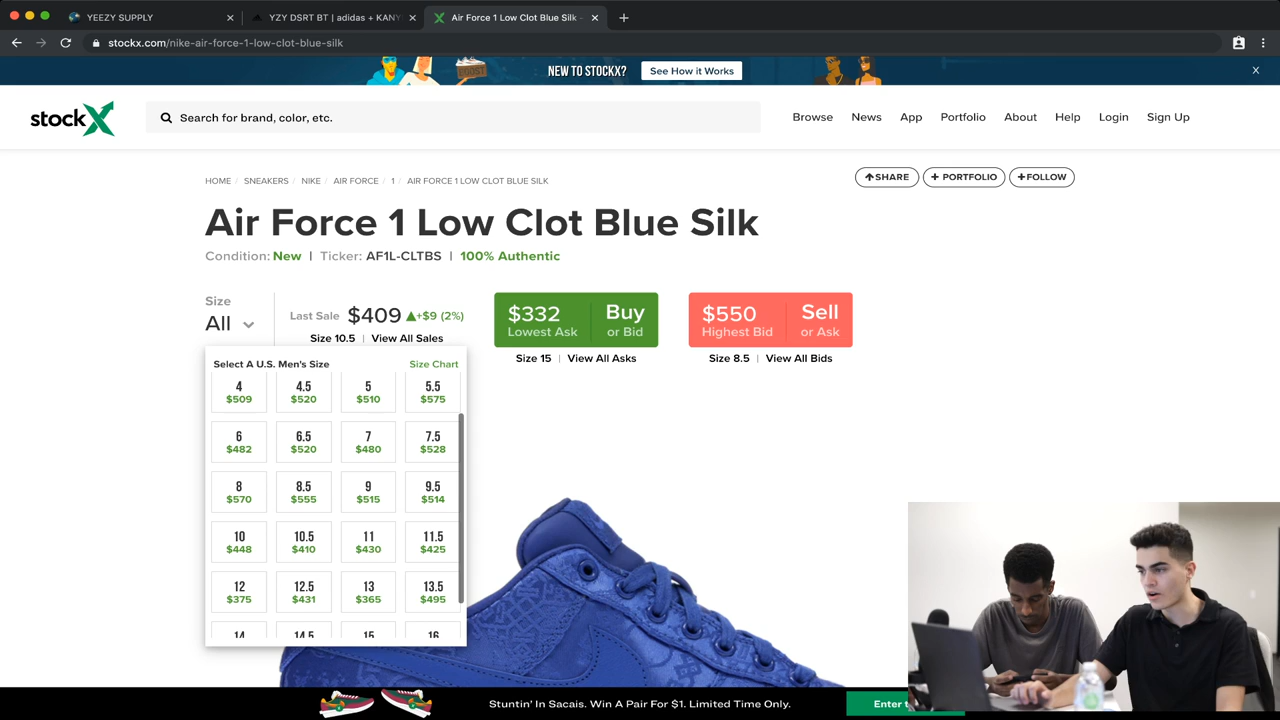 YEEZY SUPPLY
YZY DSRT BT | adidas + KANY
Air Force 1 Low Clot Blue Silk -
stockx.com/nike-air-force-1-low-clot-blue-silk
NEW TO STOCKX? See How it Works X
stockX
Search for brand, color, etc.
Browse News App Portfolio About Help Login Sign Up
HOME / SNEAKERS / NIKE / AIR FORCE / 1 / AIR FORCE 1 LOW CLOT BLUE SILK
SHARE + PORTFOLIO +FOLLOW
Air Force 1 Low Clot Blue Silk
Condition: New | Ticker: AF1L-CLTBS | 100% Authentic
Size
All
Last Sale $409 ▲+$9 (2%)
Size 10.5 | View All Sales
$332 Buy
Lowest Ask or Bid
Size 15 | View All Asks
$550 Sell
Highest Bid or Ask
Size 8.5 | View All Bids
Select A U.S. Men's Size Size Chart
4 4.5 5 5.5
$509 $520 $510 $575
6 6.5 7 7.5
$482 $520 $480 $528
8 8.5 9 9.5
$570 $555 $515 $514
10 10.5 11 11.5
$448 $410 $430 $425
12 12.5 13 13.5
$375 $431 $365 $495
14 14.5 15 16
Stuntin' In Sacais. Win A Pair For $1. Limited Time Only.
Enter